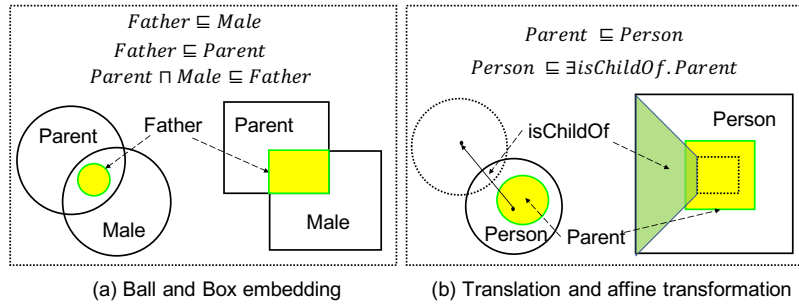 Father ⊑ Male
Father ⊑ Parent
Parent ⊓ Male ⊑ Father
Parent
Father
Male
Parent
Male
(a) Ball and Box embedding
Parent ⊑ Person
Person ⊑ ∃isChildOf.Parent
isChildOf
Person
Person
Parent
(b) Translation and affine transformation